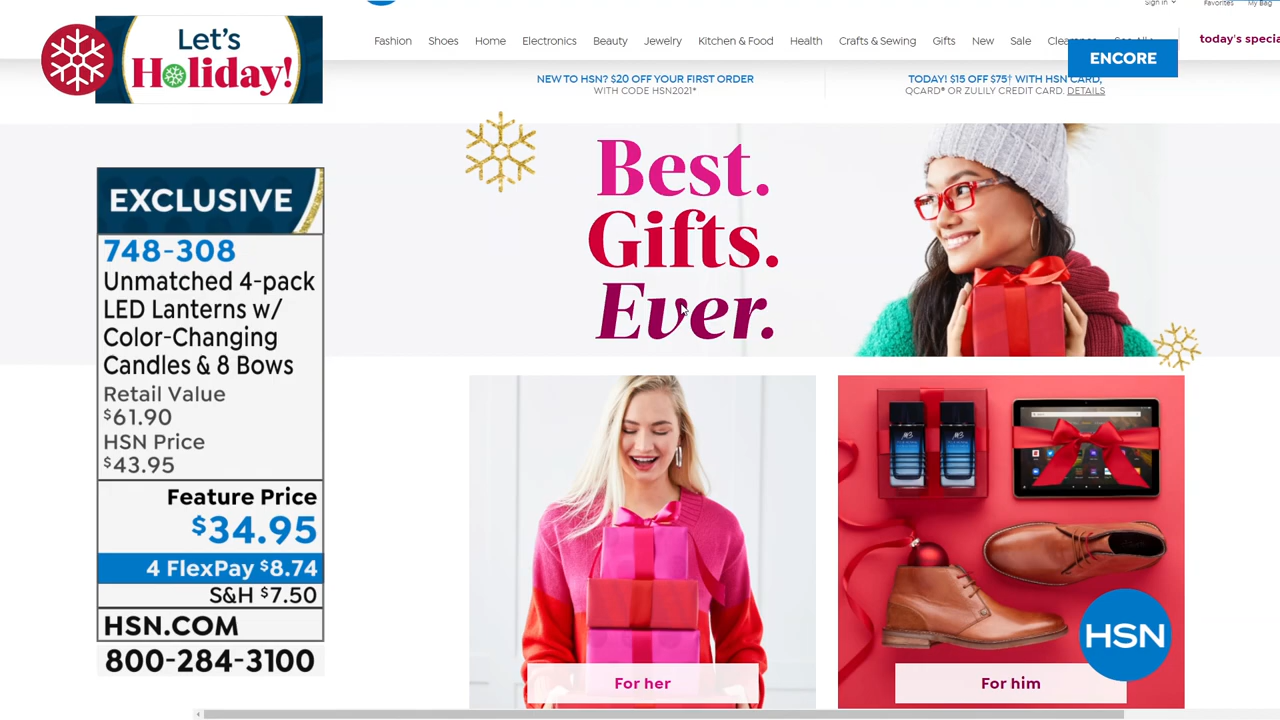 Sign In
Favorites
My Bag
Let's
Holiday!
Fashion
Shoes
Home
Electronics
Beauty
Jewelry
Kitchen & Food
Health
Crafts & Sewing
Gifts
New
Sale
today's specia
ENCORE
NEW TO HSN? $20 OFF YOUR FIRST ORDER
WITH CODE HSN2021*
TODAY! $15 OFF $75† WITH HSN CARD,
QCARD® OR ZULILY CREDIT CARD. DETAILS
Best.
Gifts.
Ever.
EXCLUSIVE
748-308
Unmatched 4-pack
LED Lanterns w/
Color-Changing
Candles & 8 Bows
Retail Value
$61.90
HSN Price
$43.95
Feature Price
$34.95
4 FlexPay $8.74
S&H $7.50
HSN.COM
800-284-3100
For her
For him
HSN